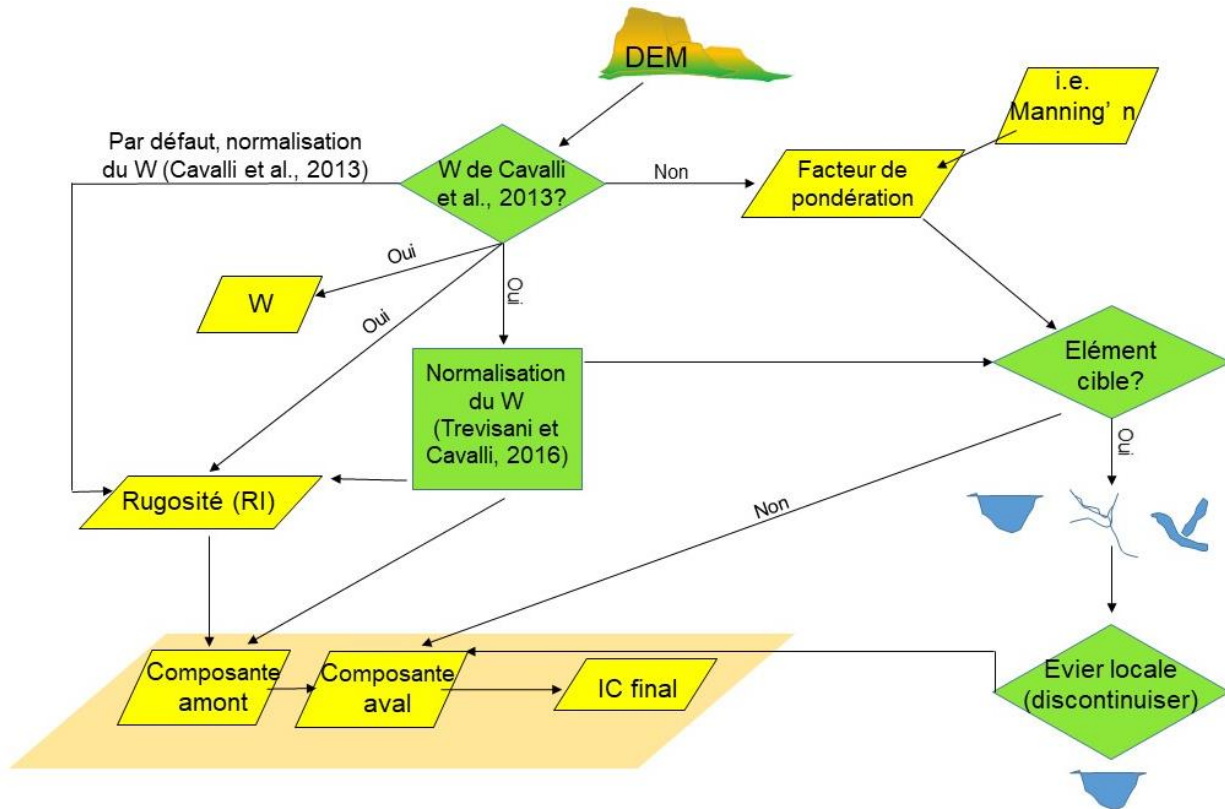 DEM
i.e.
Manning' n
Par défaut, normalisation
du W (Cavalli et al., 2013)
W de Cavalli
et al., 2013?
Non
Facteur de
pondération
Oui
Oui
Oui
W
Normalisation
du W
(Trevisani et
Cavalli, 2016)
Elément
cible?
Oui
Rugosité (RI)
Non
Composante
amont
Composante
aval
IC final
Evier locale
(discontinuiser)